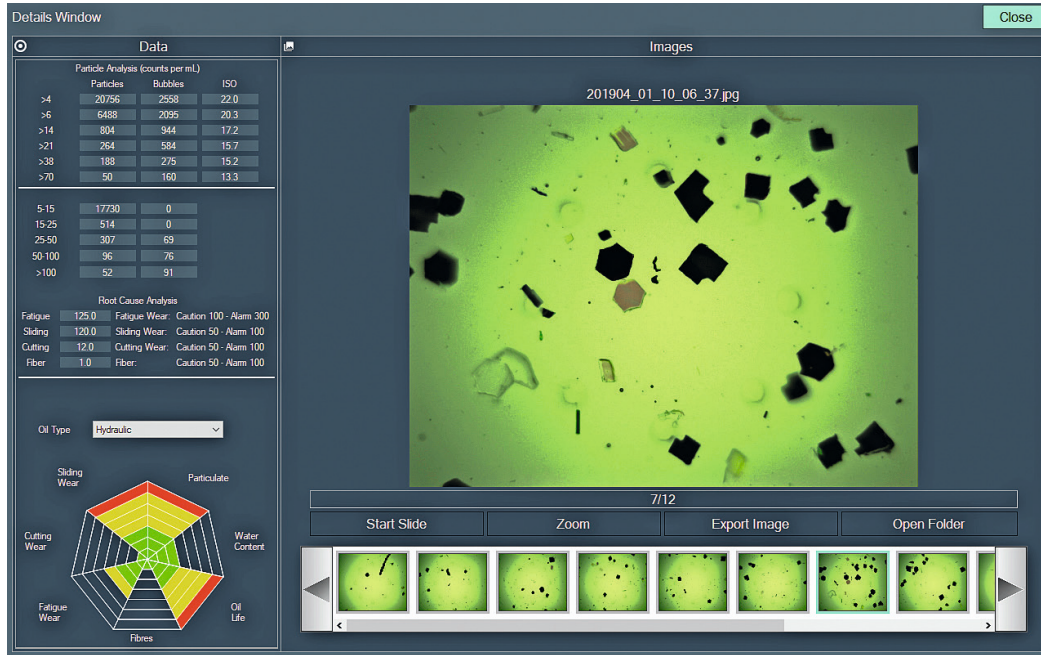 Details Window
Close
Data
Images
Particle Analysis (counts per mL)
Particles Bubbles ISO
>4 20756 2558 22.0
>6 6488 2095 20.3
>14 804 944 17.2
>21 264 584 15.7
>38 188 275 15.2
>70 50 160 13.3
5-15 17730 0
15-25 514 0
25-50 307 69
50-100 96 76
>100 52 91
Root Cause Analysis
Fatigue 125.0 Fatigue Wear: Caution 100 - Alarm 300
Sliding 120.0 Sliding Wear: Caution 50 - Alarm 100
Cutting 12.0 Cutting Wear: Caution 50 - Alarm 100
Fiber 1.0 Fiber: Caution 50 - Alarm 100
Oil Type Hydraulic
Sliding
Wear
Particulate
Cutting
Wear
Water
Content
Fatigue
Wear
Oil
Life
Fibres
201904_01_10_06_37.jpg
7/12
Start Slide Zoom Export Image Open Folder